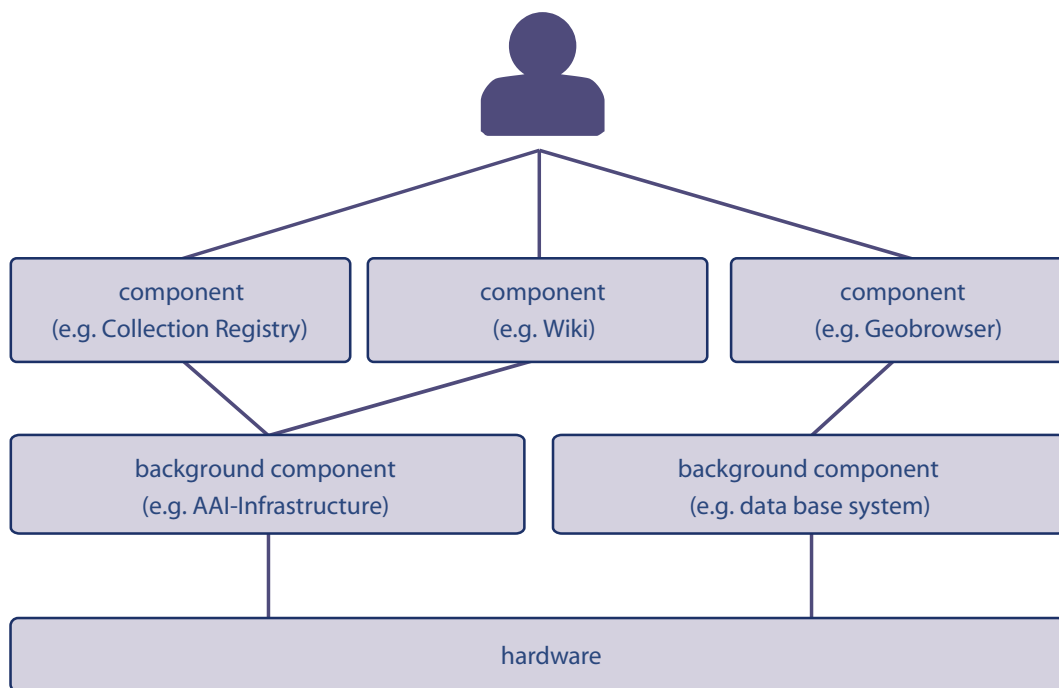 component
(e.g. Collection Registry)
component
(e.g. Wiki)
component
(e.g. Geobrowser)
background component
(e.g. AAI-Infrastructure)
background component
(e.g. data base system)
hardware